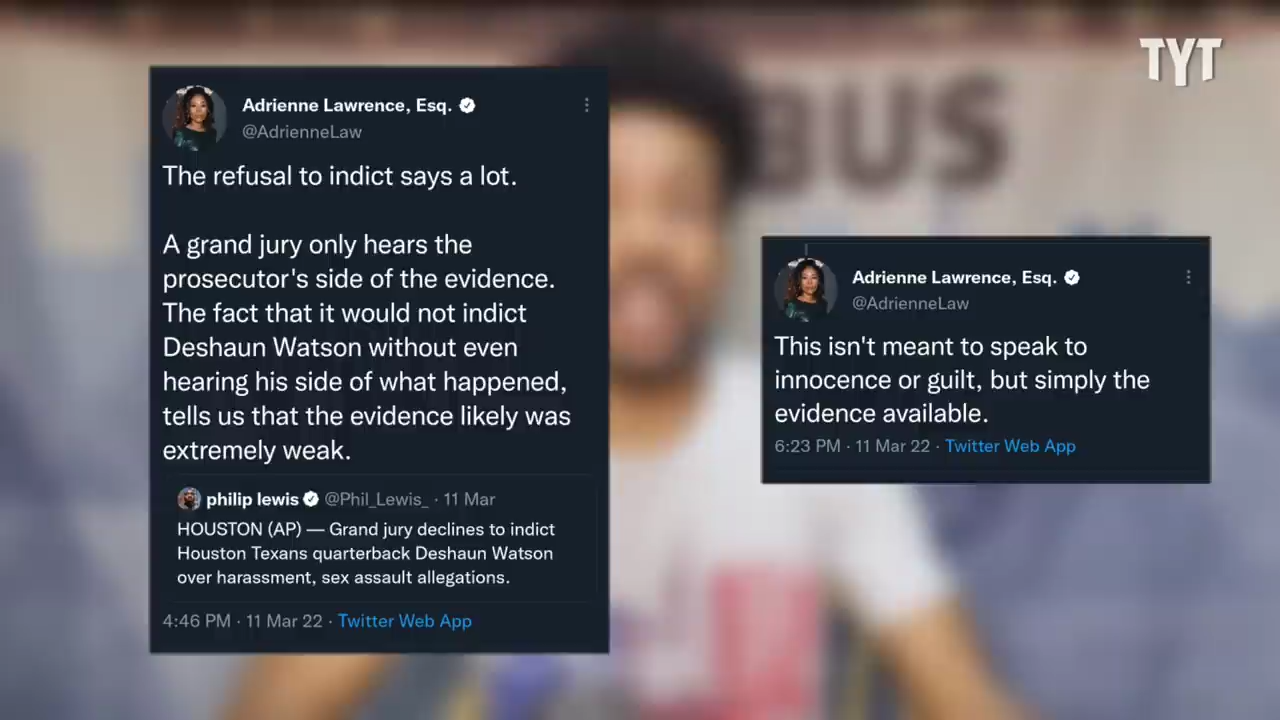 TYT
BUS
Adrienne Lawrence, Esq.
@AdrienneLaw
The refusal to indict says a lot.
A grand jury only hears the
prosecutor's side of the evidence.
The fact that it would not indict
Deshaun Watson without even
hearing his side of what happened,
tells us that the evidence likely was
extremely weak.
philip lewis @Phil_Lewis_ · 11 Mar
HOUSTON (AP) — Grand jury declines to indict
Houston Texans quarterback Deshaun Watson
over harassment, sex assault allegations.
4:46 PM · 11 Mar 22 · Twitter Web App
Adrienne Lawrence, Esq.
@AdrienneLaw
This isn't meant to speak to
innocence or guilt, but simply the
evidence available.
6:23 PM · 11 Mar 22 · Twitter Web App